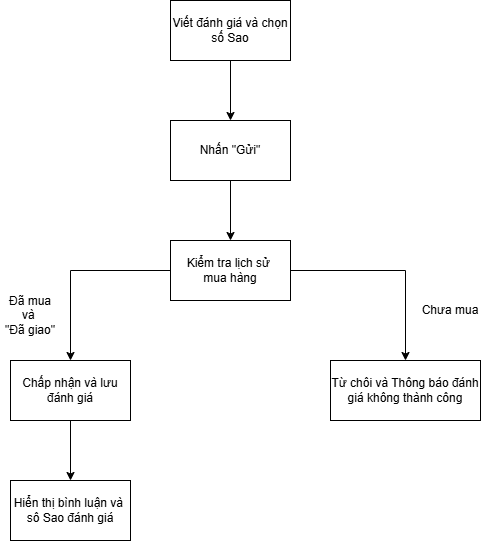 Viết đánh giá và chọn
số Sao
Nhấn "Gửi"
Kiểm tra lịch sử
mua hàng
Đã mua
và
"Đã giao"
Chưa mua
Chấp nhận và lưu
đánh giá
Từ chôi và Thông báo đánh
giá không thành công
Hiển thị bình luận và
sô Sao đánh giá